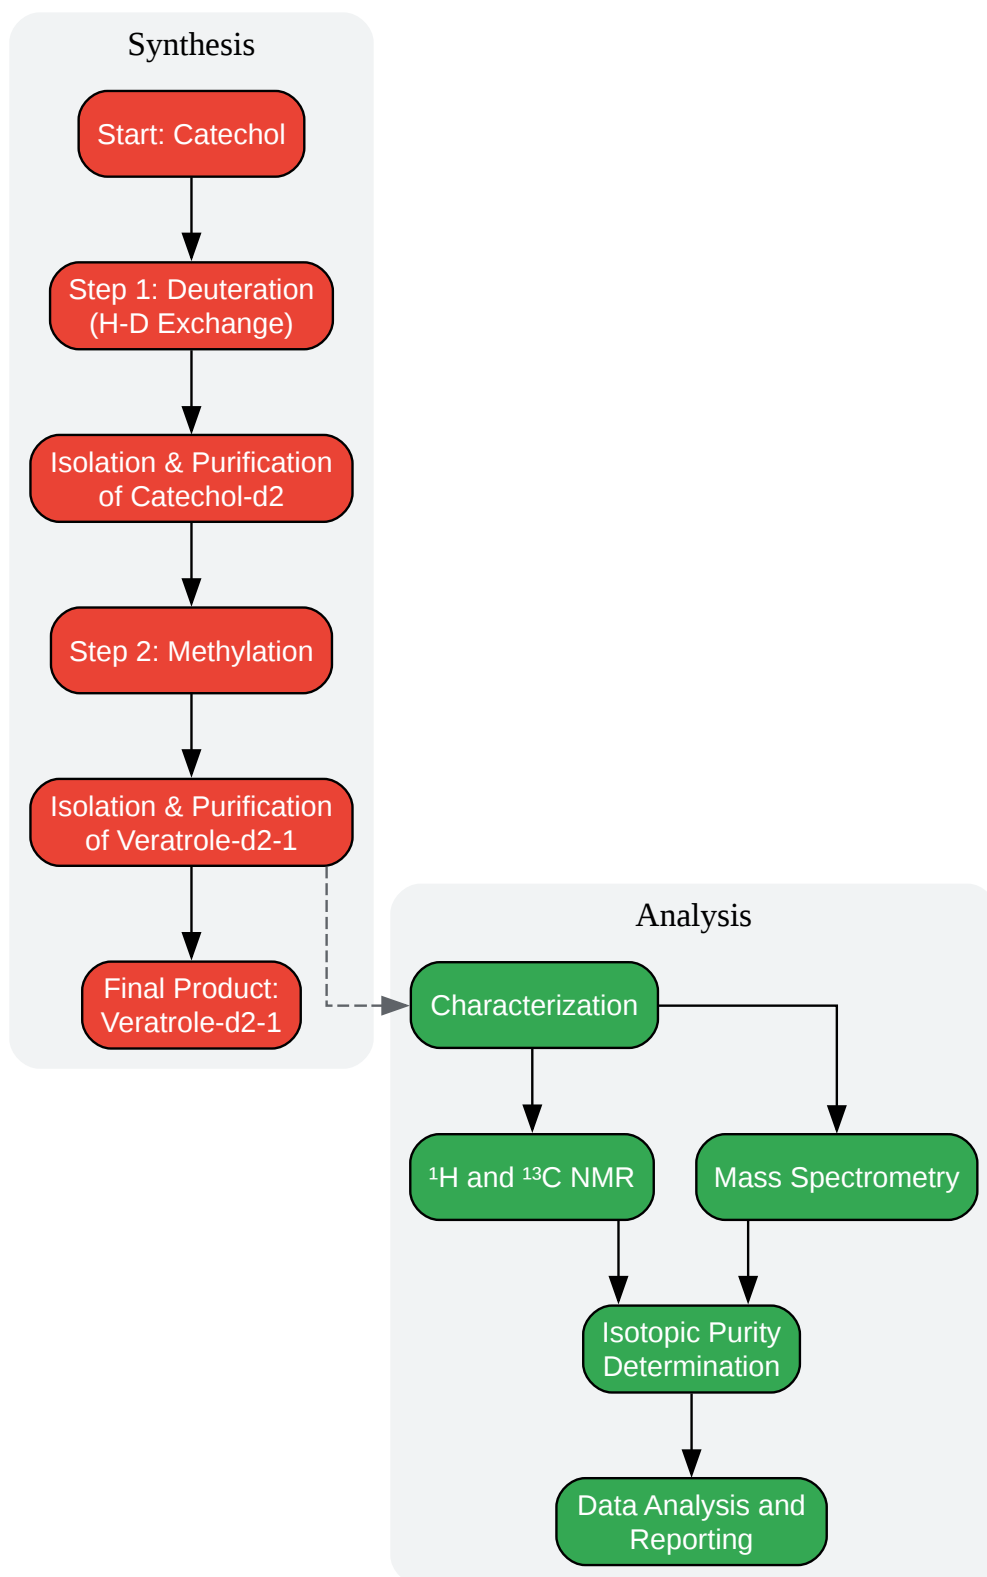 Synthesis
Start: Catechol
Step 1: Deuteration
(H-D Exchange)
Isolation & Purification
of Catechol-d2
Step 2: Methylation
Isolation & Purification
of Veratrole-d2-1
Final Product:
Veratrole-d2-1
Analysis
Characterization
¹H and ¹³C NMR
Mass Spectrometry
Isotopic Purity
Determination
Data Analysis and
Reporting